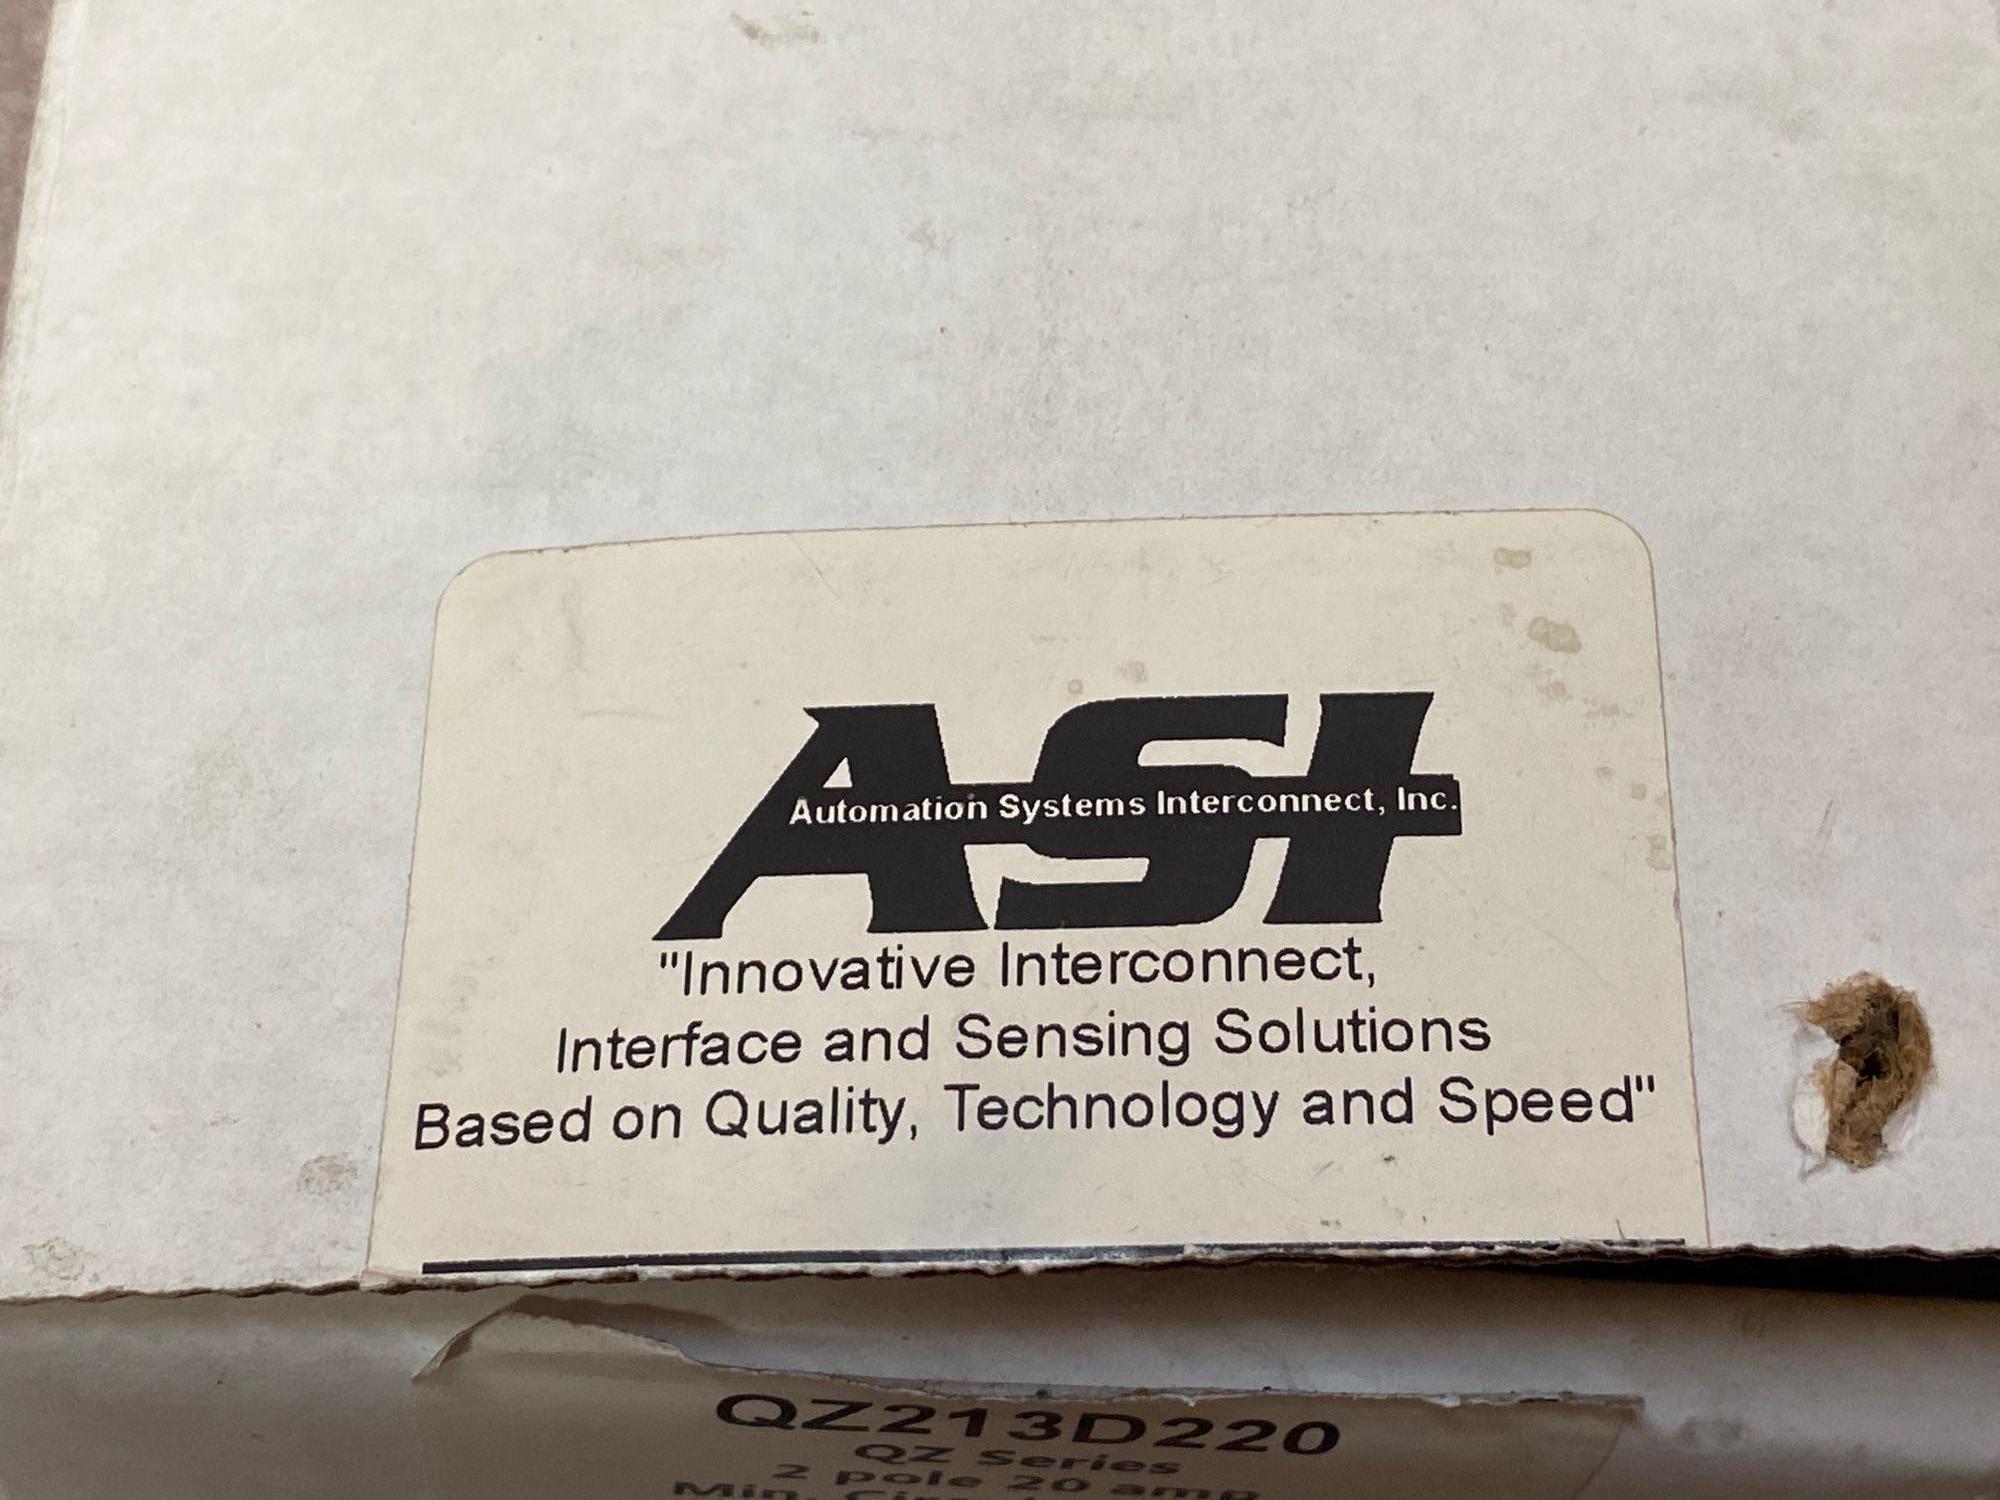 ASI
Automation Systems Interconnect, Inc.
"Innovative Interconnect,
Interface and Sensing Solutions
Based on Quality, Technology and Speed"
QZ213D220
QZ Series
2 pole 20 amp
Min.